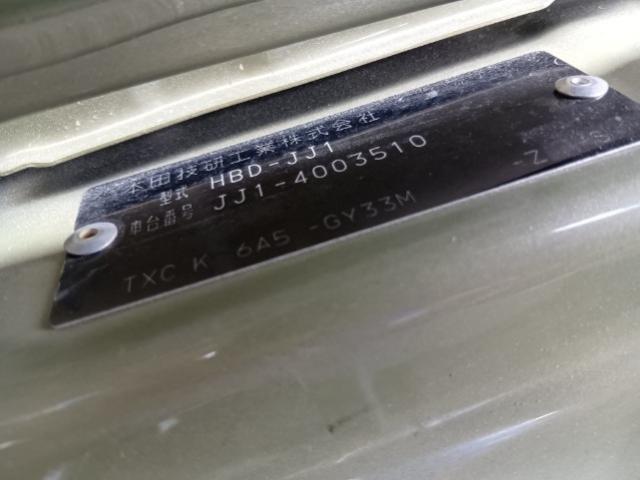 本田技研工業株式会社
型式 HBD-JJ1
車台番号 JJ1-4003510
TXC K 6A5 -GY33M -Z